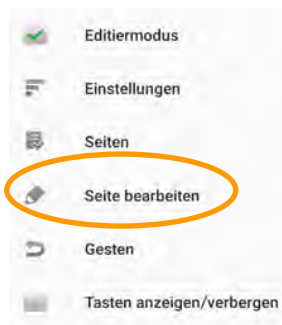 Editiermodus
Einstellungen
Seiten
Seite bearbeiten
Gesten
Tasten anzeigen/verbergen